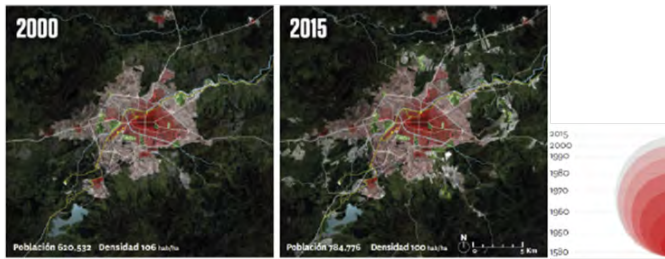 2000
Población 620.532 Densidad 106 hab/ha
2015
Población 784.776 Densidad 100 hab/ha
N
0 5 Km
2015
2000
1990
1980
1970
1960
1950
1580